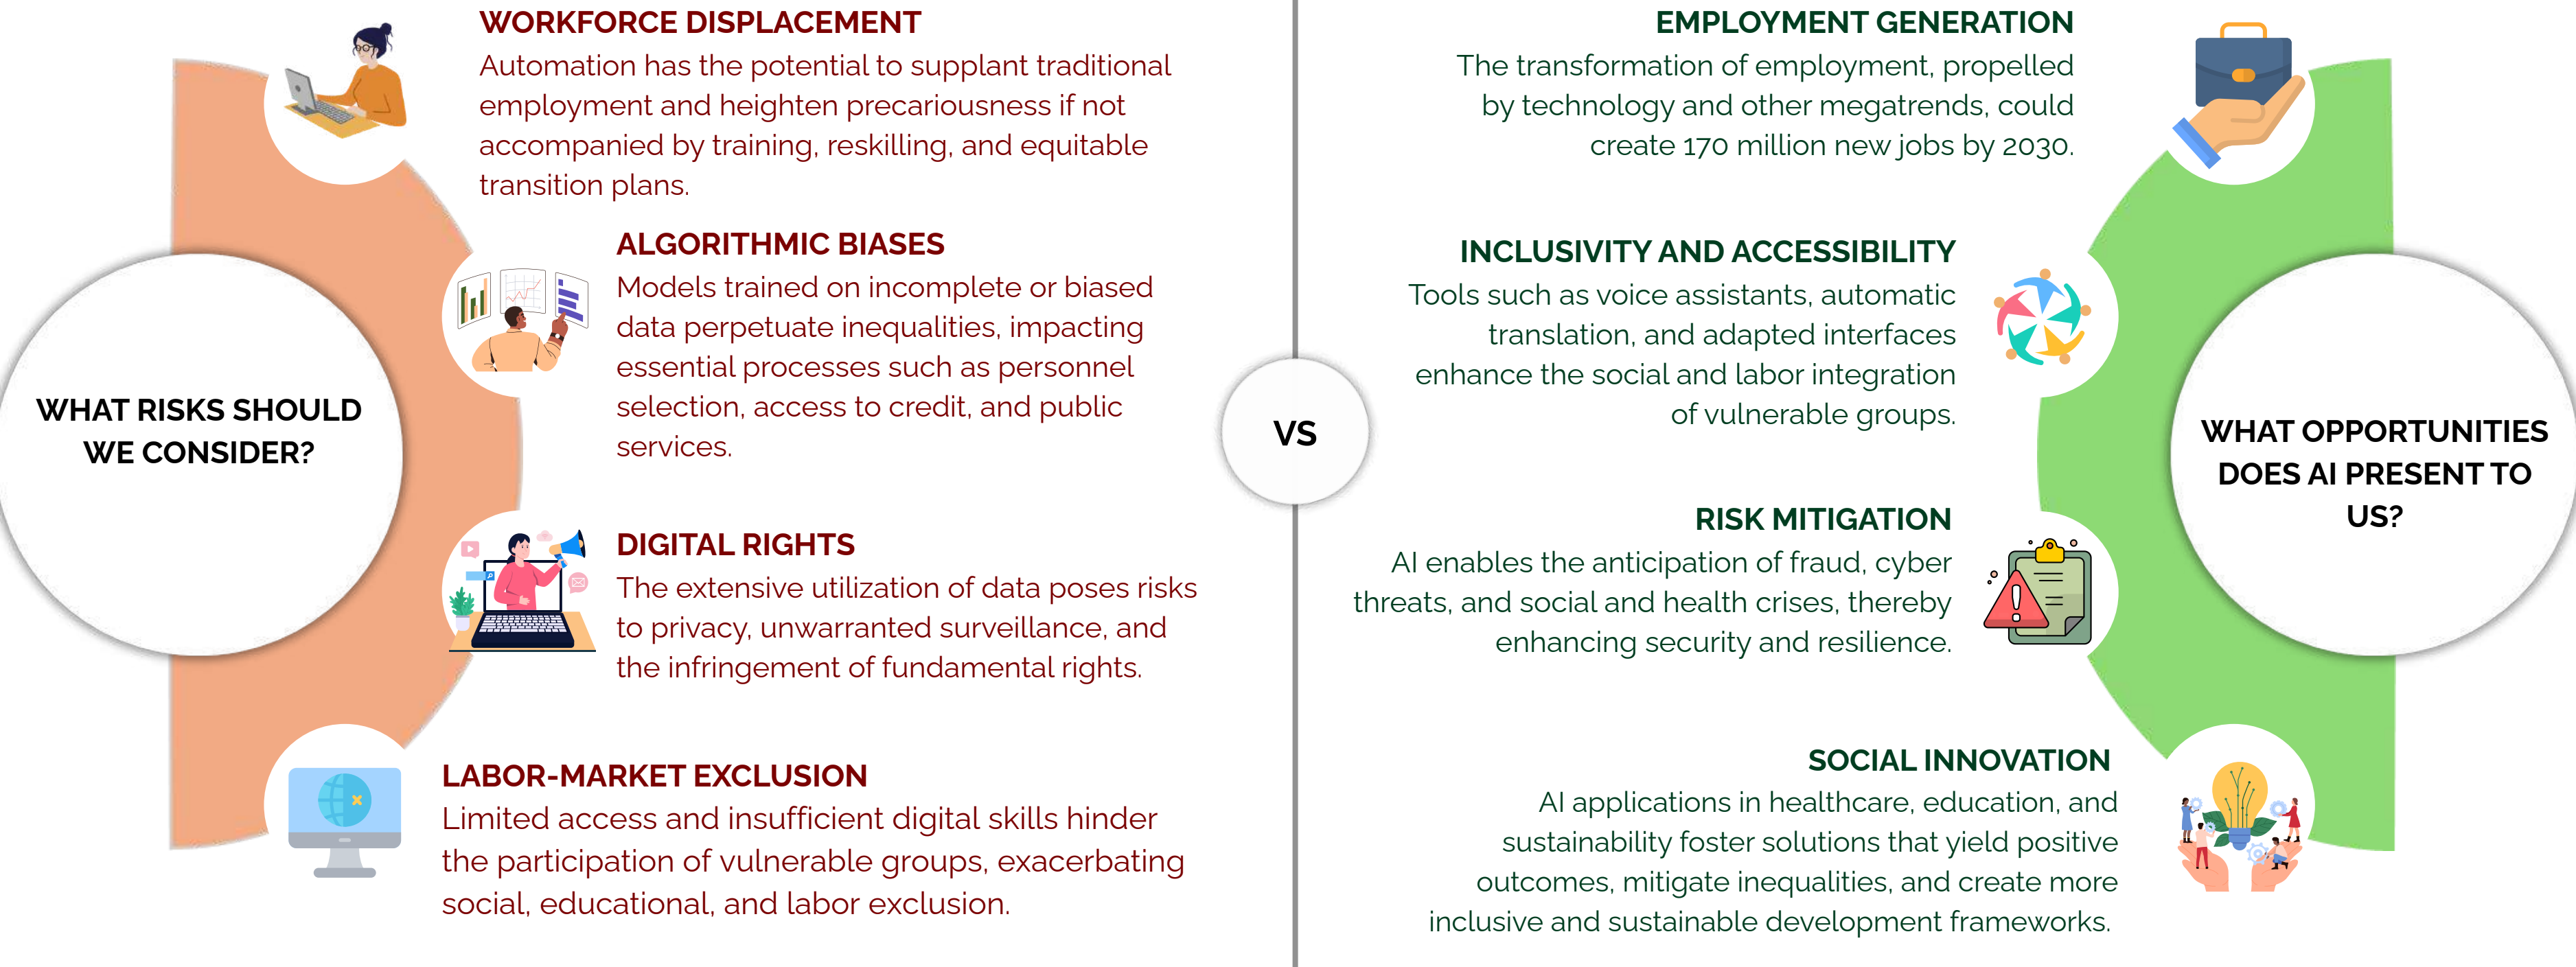 WHAT RISKS SHOULD
WE CONSIDER?
WORKFORCE DISPLACEMENT
Automation has the potential to supplant traditional
employment and heighten precariousness if not
accompanied by training, reskilling, and equitable
transition plans.
ALGORITHMIC BIASES
Models trained on incomplete or biased
data perpetuate inequalities, impacting
essential processes such as personnel
selection, access to credit, and public
services.
DIGITAL RIGHTS
The extensive utilization of data poses risks
to privacy, unwarranted surveillance, and
the infringement of fundamental rights.
LABOR-MARKET EXCLUSION
Limited access and insufficient digital skills hinder
the participation of vulnerable groups, exacerbating
social, educational, and labor exclusion.
VS
WHAT OPPORTUNITIES
DOES AI PRESENT TO
US?
EMPLOYMENT GENERATION
The transformation of employment, propelled
by technology and other megatrends, could
create 170 million new jobs by 2030.
INCLUSIVITY AND ACCESSIBILITY
Tools such as voice assistants, automatic
translation, and adapted interfaces
enhance the social and labor integration
of vulnerable groups.
RISK MITIGATION
AI enables the anticipation of fraud, cyber
threats, and social and health crises, thereby
enhancing security and resilience.
SOCIAL INNOVATION
AI applications in healthcare, education, and
sustainability foster solutions that yield positive
outcomes, mitigate inequalities, and create more
inclusive and sustainable development frameworks.